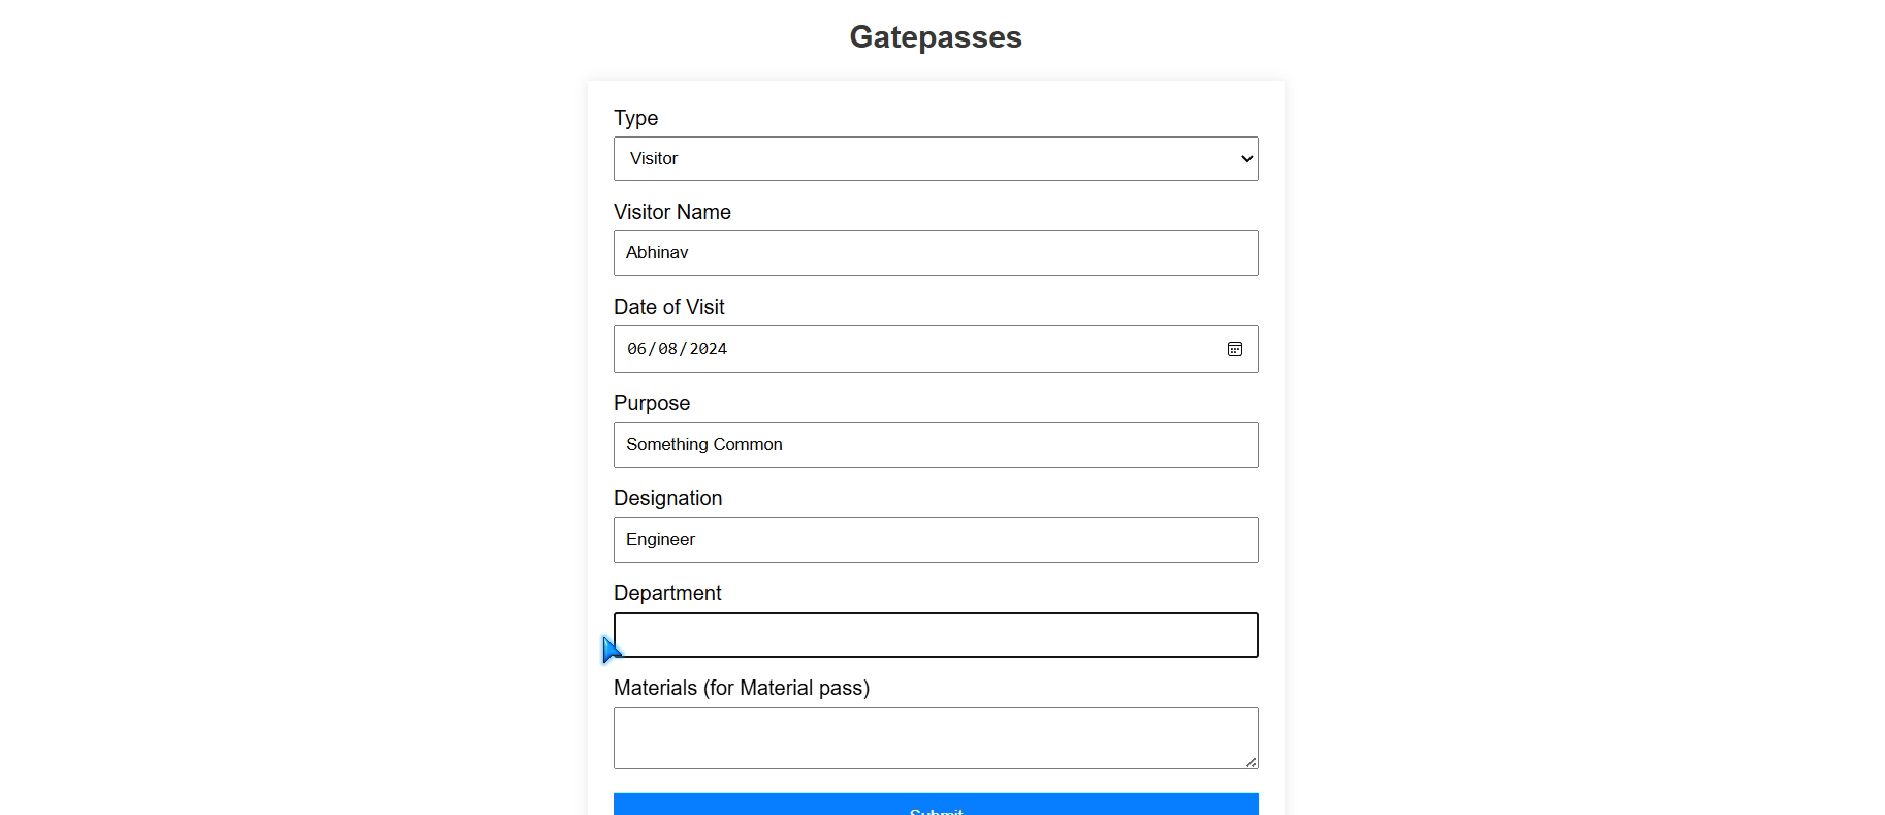 Gatepasses
Type
Visitor
Visitor Name
Abhinav
Date of Visit
06/08/2024
Purpose
Something Common
Designation
Engineer
Department
Materials (for Material pass)
Submit